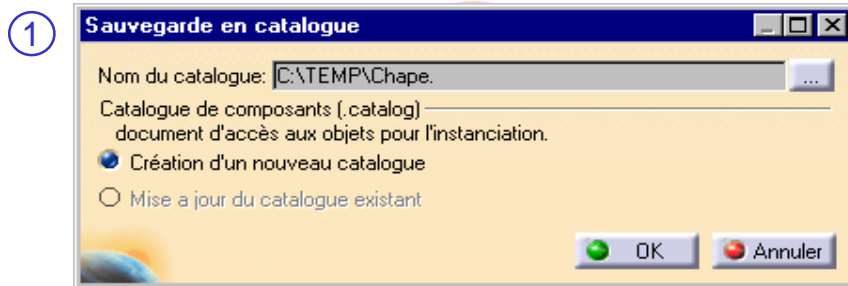 1
Sauvegarde en catalogue
Nom du catalogue: C:\TEMP\Chape.
...
Catalogue de composants (.catalog)
document d'accès aux objets pour l'instanciation.
Création d'un nouveau catalogue
Mise a jour du catalogue existant
OK
Annuler